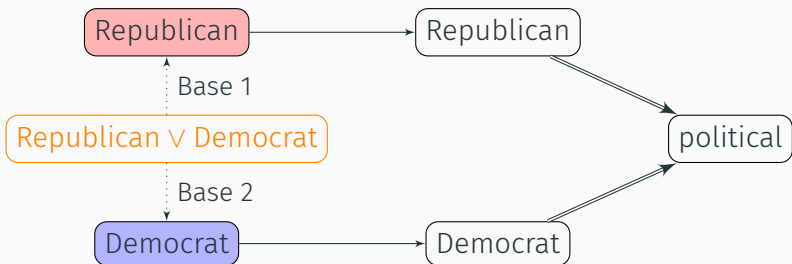 Republican
Republican
Base 1
Republican ∨ Democrat
political
Base 2
Democrat
Democrat